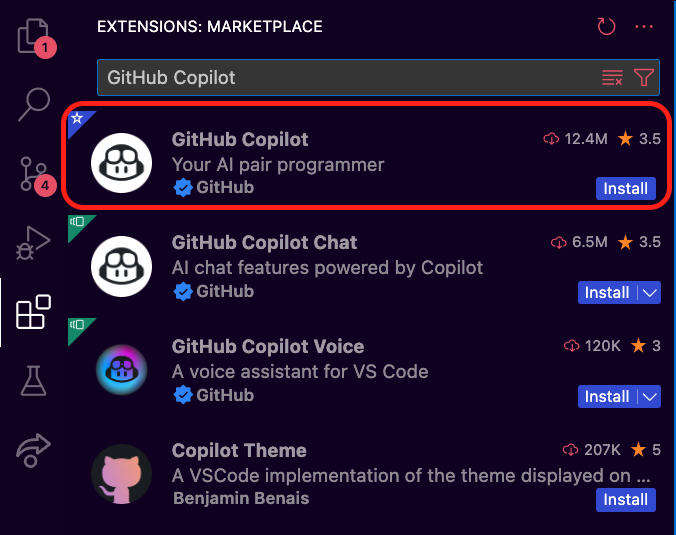 EXTENSIONS: MARKETPLACE
1
GitHub Copilot
4
GitHub Copilot 12.4M 3.5
Your AI pair programmer
GitHub Install
GitHub Copilot Chat 6.5M 3.5
AI chat features powered by Copilot
GitHub Install
GitHub Copilot Voice 120K 3
A voice assistant for VS Code
GitHub Install
Copilot Theme 207K 5
A VSCode implementation of the theme displayed on ...
Benjamin Benais Install